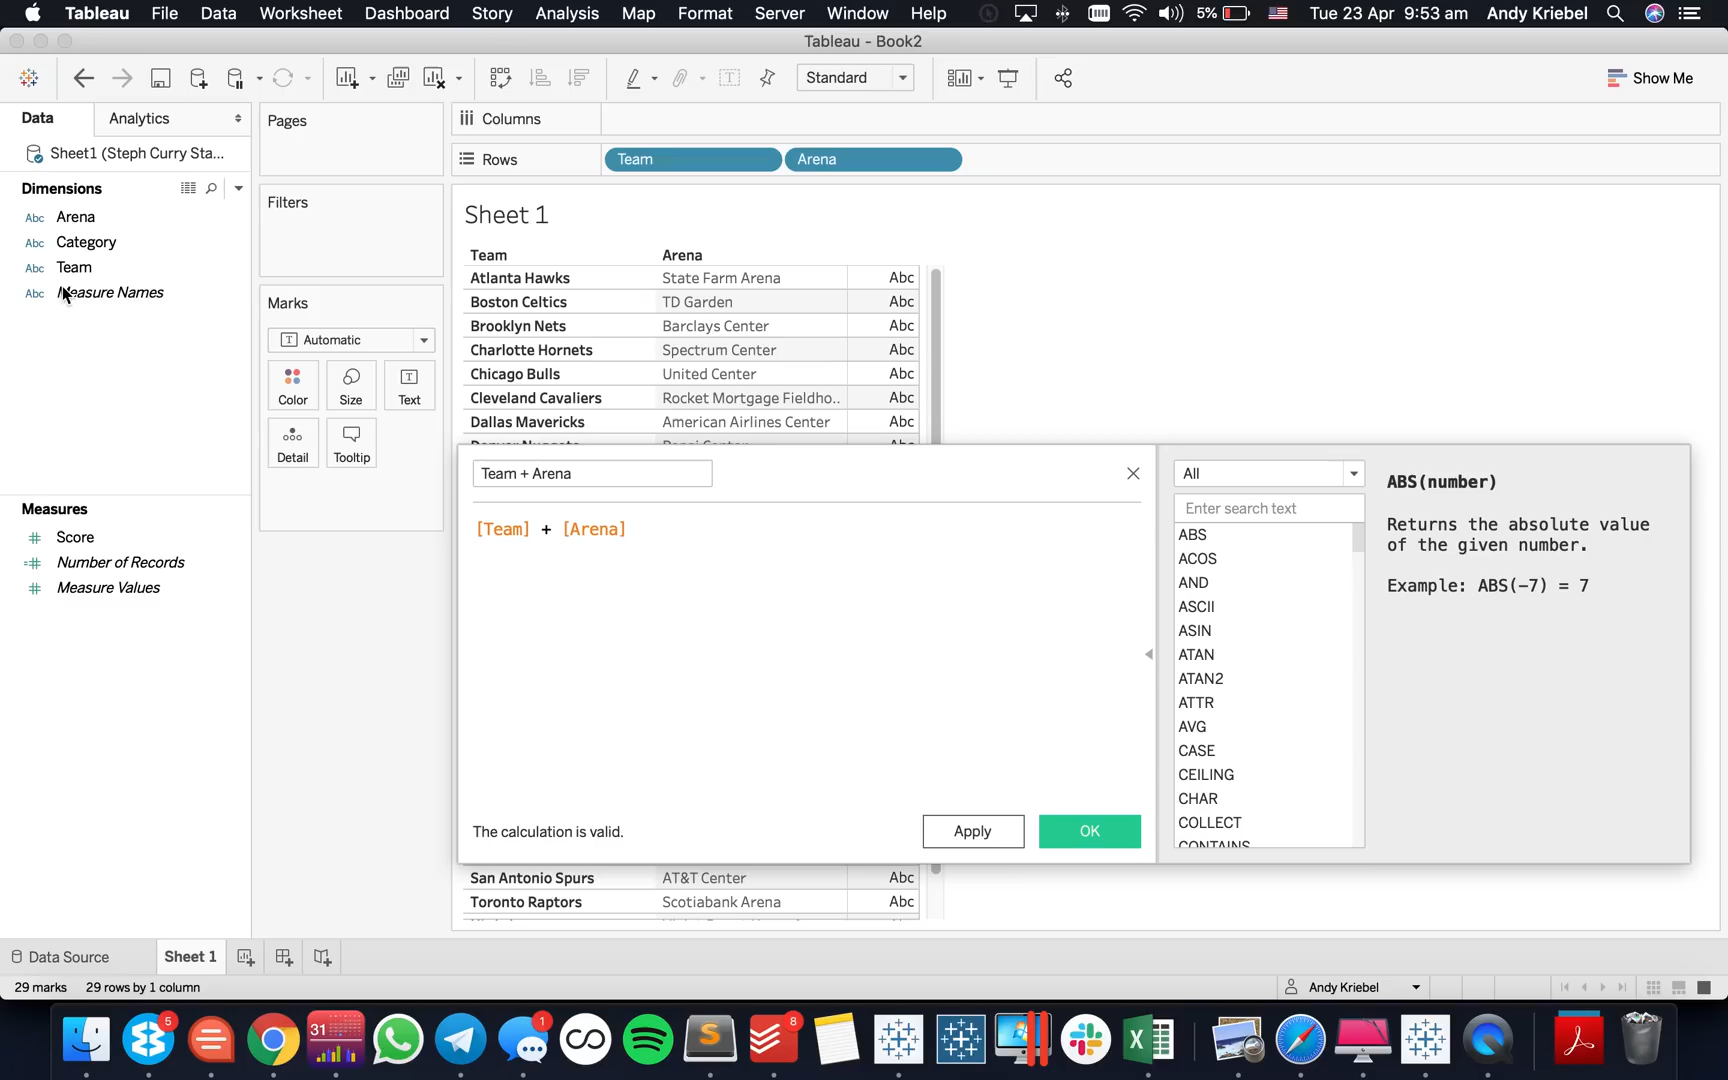 Tableau File Data Worksheet Dashboard Story Analysis Map Format Server Window Help 5% Tue 23 Apr 9:53 am Andy Kriebel
Tableau - Book2
Standard Show Me
Data Analytics
Pages
Columns
Sheet1 (Steph Curry Sta...
Rows Team Arena
Dimensions
Filters
Sheet 1
Abc Arena
Abc Category
Abc Team
Abc Measure Names
Team Arena
Atlanta Hawks State Farm Arena Abc
Boston Celtics TD Garden Abc
Brooklyn Nets Barclays Center Abc
Charlotte Hornets Spectrum Center Abc
Chicago Bulls United Center Abc
Cleveland Cavaliers Rocket Mortgage Fieldho.. Abc
Dallas Mavericks American Airlines Center Abc
Marks
Automatic
Color Size Text
Detail Tooltip
Measures
Score
Number of Records
Measure Values
Team + Arena
[Team] + [Arena]
The calculation is valid.
Apply OK
All
Enter search text
ABS
ACOS
AND
ASCII
ASIN
ATAN
ATAN2
ATTR
AVG
CASE
CEILING
CHAR
COLLECT
CONTAINS
ABS(number)
Returns the absolute value
of the given number.
Example: ABS(-7) = 7
San Antonio Spurs AT&T Center Abc
Toronto Raptors Scotiabank Arena Abc
Data Source Sheet 1
29 marks 29 rows by 1 column Andy Kriebel
5 31 1 8